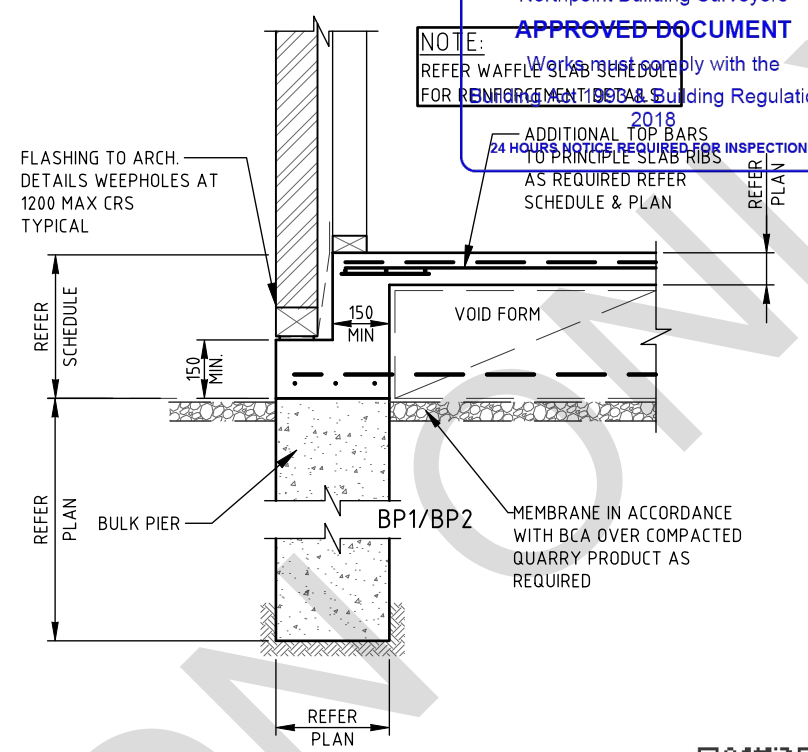 Northpoint Building Surveyors
APPROVED DOCUMENT
Works must comply with the
Building Act 1993 & Building Regulatio
2018
24 HOURS NOTICE REQUIRED FOR INSPECTION
NOTE:
REFER WAFFLE SLAB SCHEDULE
FOR REINFORCEMENT DETAILS
ADDITIONAL TOP BARS
TO PRINCIPLE SLAB RIBS
AS REQUIRED REFER
SCHEDULE & PLAN
REFER
PLAN
FLASHING TO ARCH.
DETAILS WEEPHOLES AT
1200 MAX CRS
TYPICAL
REFER
SCHEDULE
150
MIN.
150
MIN
VOID FORM
REFER
PLAN
BULK PIER
BP1/BP2
MEMBRANE IN ACCORDANCE
WITH BCA OVER COMPACTED
QUARRY PRODUCT AS
REQUIRED
REFER
PLAN